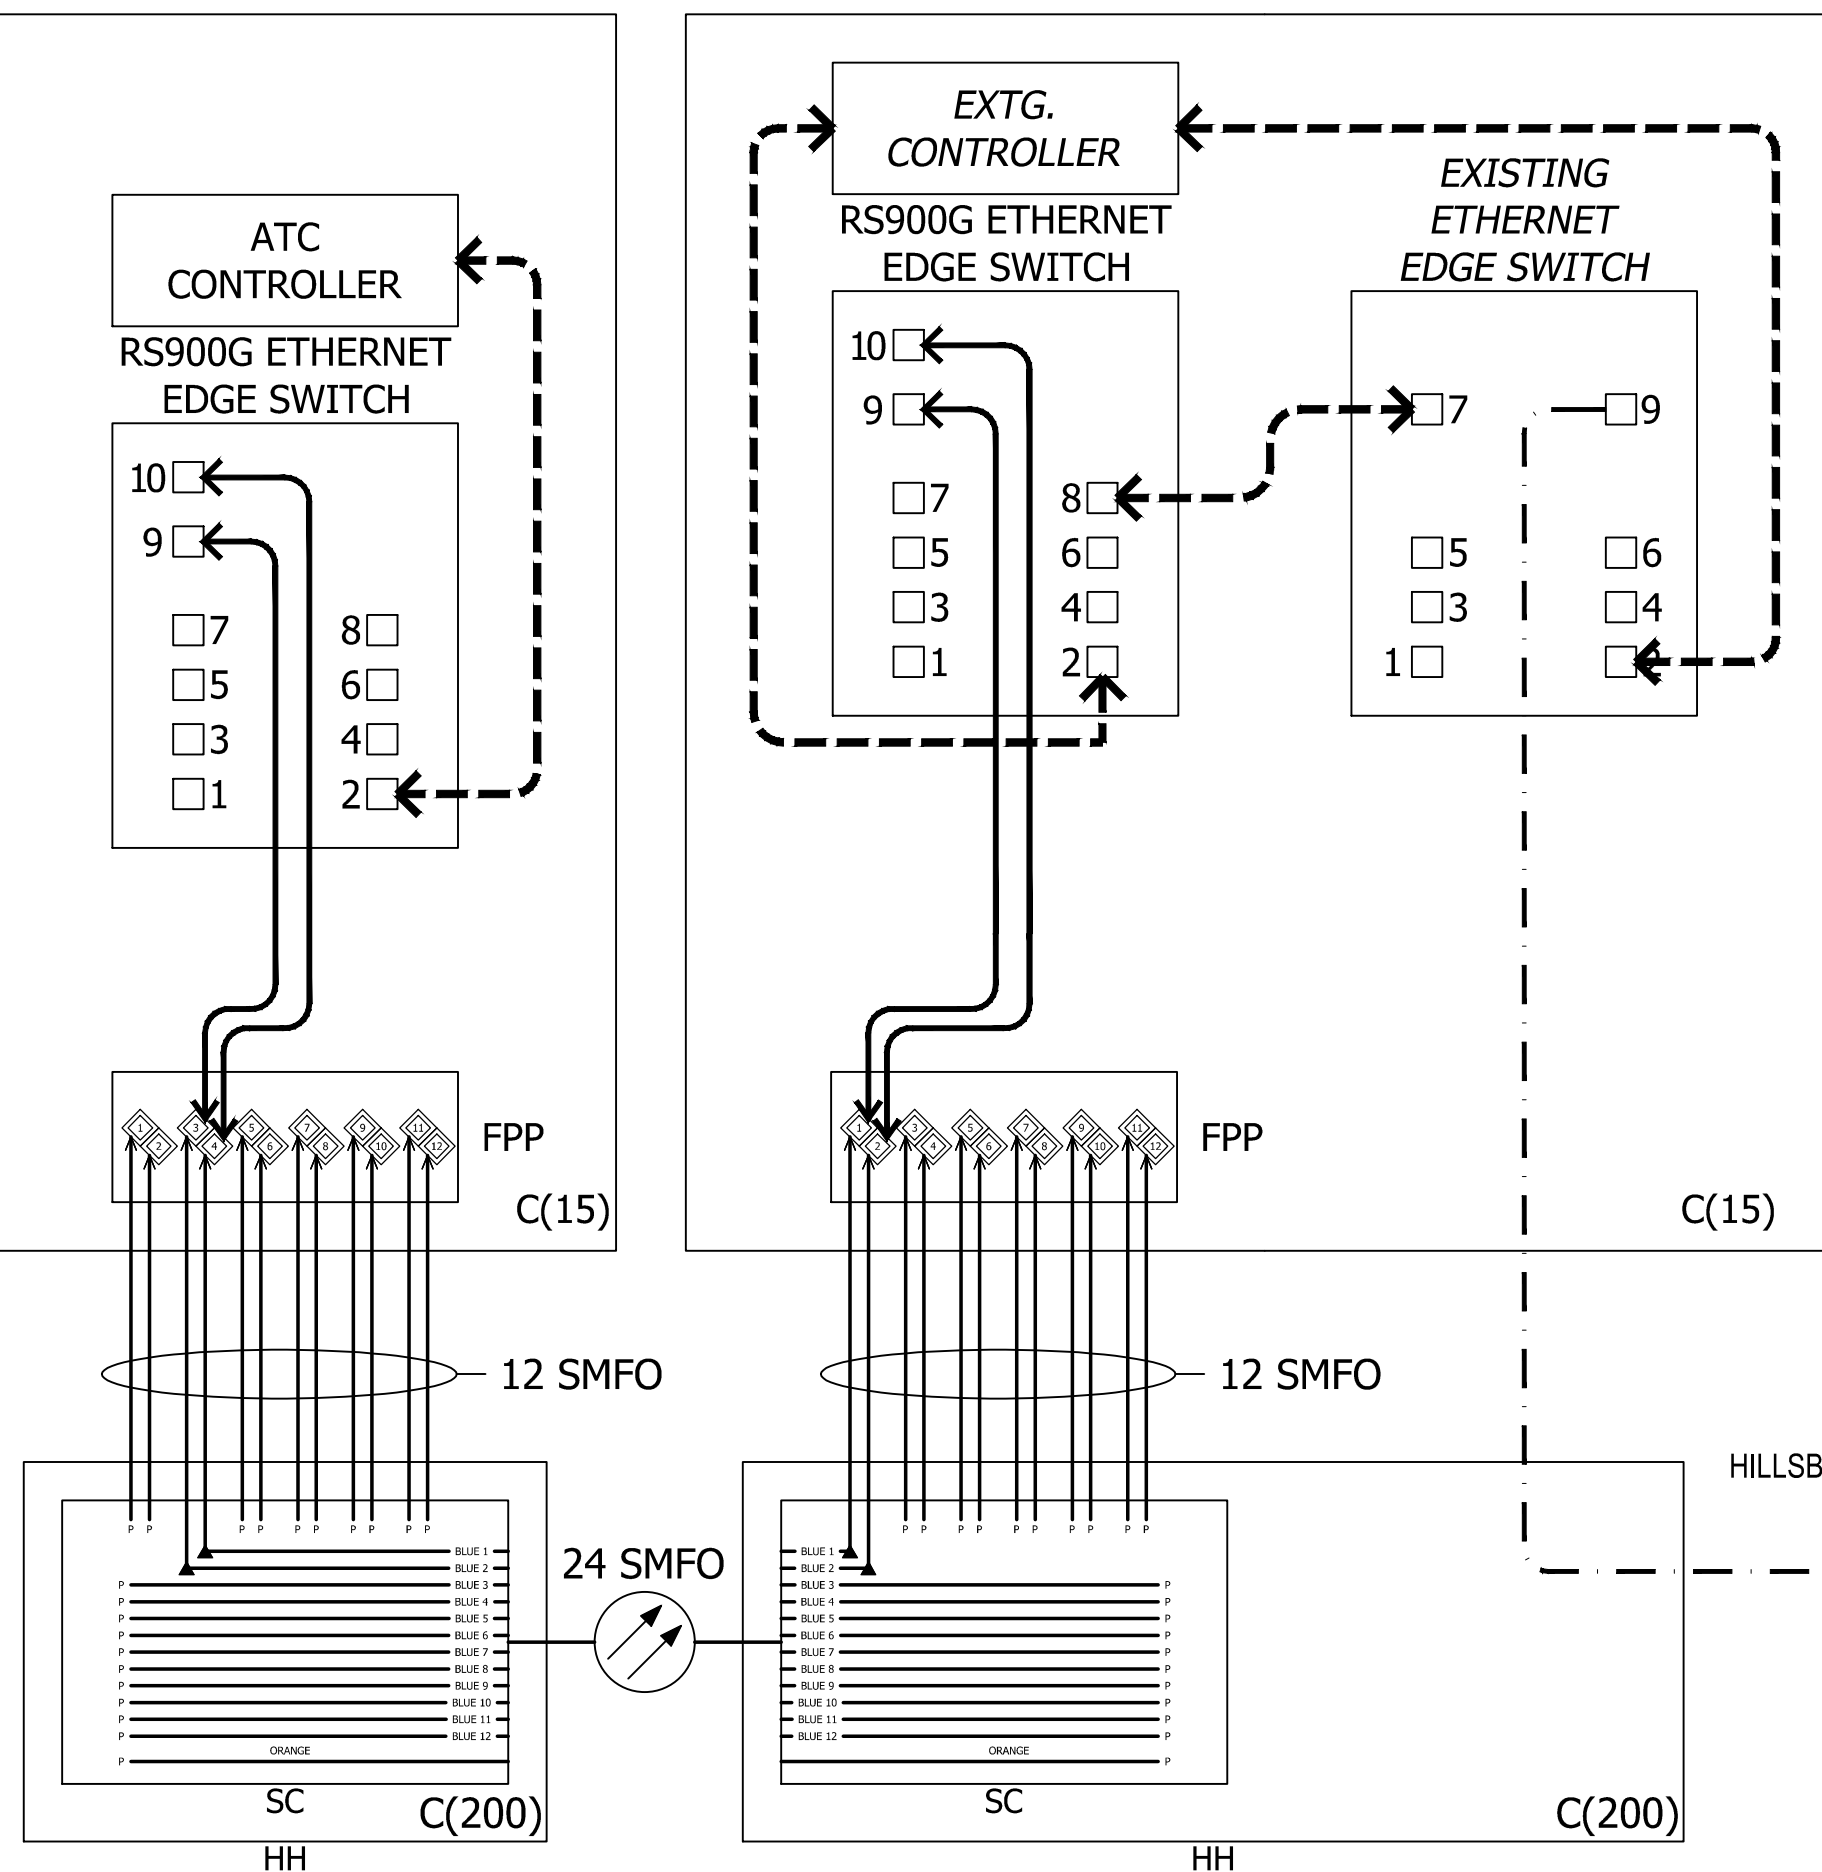 ATC
CONTROLLER
RS900G ETHERNET
EDGE SWITCH
10
9
7 8
5 6
3 4
1 2
1 2 3 4 5 6 7 8 9 10 11 12
FPP
C(15)
12 SMFO
P P P P P P P P P P
BLUE 1
BLUE 2
P BLUE 3
P BLUE 4
P BLUE 5
P BLUE 6
P BLUE 7
P BLUE 8
P BLUE 9
P BLUE 10
P BLUE 11
P BLUE 12
ORANGE
P
SC
C(200)
HH
24 SMFO
EXTG.
CONTROLLER
RS900G ETHERNET
EDGE SWITCH
10
9
7 8
5 6
3 4
1 2
EXISTING
ETHERNET
EDGE SWITCH
7 9
5 6
3 4
1 2
1 2 3 4 5 6 7 8 9 10 11 12
FPP
C(15)
12 SMFO
P P P P P P P P P P
BLUE 1
BLUE 2
BLUE 3 P
BLUE 4 P
BLUE 5 P
BLUE 6 P
BLUE 7 P
BLUE 8 P
BLUE 9 P
BLUE 10 P
BLUE 11 P
BLUE 12 P
ORANGE
P
SC
C(200)
HH
HILLSB